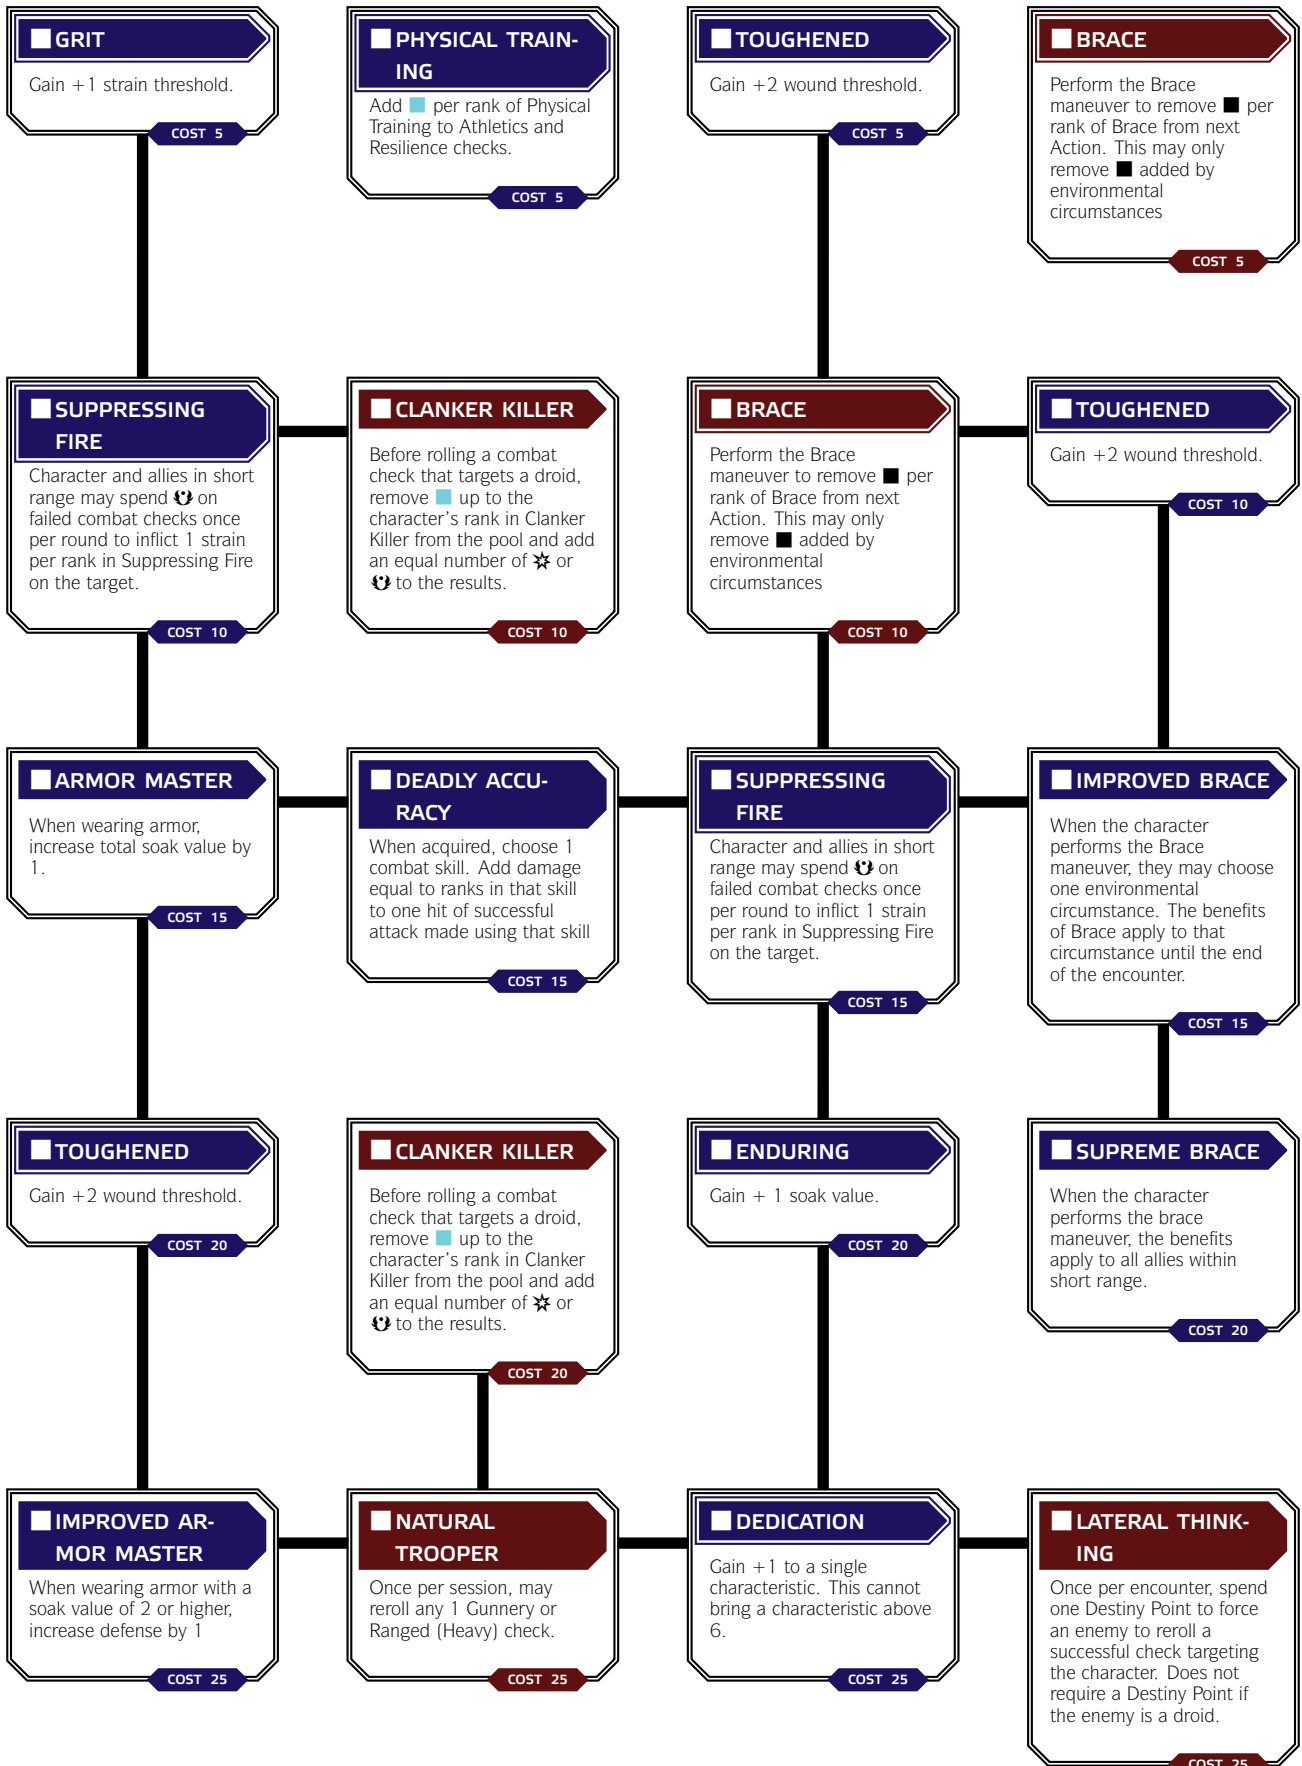 GRIT
Gain +1 strain threshold.
COST 5
PHYSICAL TRAIN-
ING
Add per rank of Physical
Training to Athletics and
Resilience checks.
COST 5
TOUGHENED
Gain +2 wound threshold.
COST 5
BRACE
Perform the Brace
maneuver to remove per
rank of Brace from next
Action. This may only
remove added by
environmental
circumstances
COST 5
SUPPRESSING
FIRE
Character and allies in short
range may spend on
failed combat checks once
per round to inflict 1 strain
per rank in Suppressing Fire
on the target.
COST 10
CLANKER KILLER
Before rolling a combat
check that targets a droid,
remove up to the
character's rank in Clanker
Killer from the pool and add
an equal number of or
to the results.
COST 10
BRACE
Perform the Brace
maneuver to remove per
rank of Brace from next
Action. This may only
remove added by
environmental
circumstances
COST 10
TOUGHENED
Gain +2 wound threshold.
COST 10
ARMOR MASTER
When wearing armor,
increase total soak value by
1.
COST 15
DEADLY ACCU-
RACY
When acquired, choose 1
combat skill. Add damage
equal to ranks in that skill
to one hit of successful
attack made using that skill
COST 15
SUPPRESSING
FIRE
Character and allies in short
range may spend on
failed combat checks once
per round to inflict 1 strain
per rank in Suppressing Fire
on the target.
COST 15
IMPROVED BRACE
When the character
performs the Brace
maneuver, they may choose
one environmental
circumstance. The benefits
of Brace apply to that
circumstance until the end
of the encounter.
COST 15
TOUGHENED
Gain +2 wound threshold.
COST 20
CLANKER KILLER
Before rolling a combat
check that targets a droid,
remove up to the
character's rank in Clanker
Killer from the pool and add
an equal number of or
to the results.
COST 20
ENDURING
Gain + 1 soak value.
COST 20
SUPREME BRACE
When the character
performs the brace
maneuver, the benefits
apply to all allies within
short range.
COST 20
IMPROVED AR-
MOR MASTER
When wearing armor with a
soak value of 2 or higher,
increase defense by 1
COST 25
NATURAL
TROOPER
Once per session, may
reroll any 1 Gunnery or
Ranged (Heavy) check.
COST 25
DEDICATION
Gain +1 to a single
characteristic. This cannot
bring a characteristic above
6.
COST 25
LATERAL THINK-
ING
Once per encounter, spend
one Destiny Point to force
an enemy to reroll a
successful check targeting
the character. Does not
require a Destiny Point if
the enemy is a droid.
COST 25